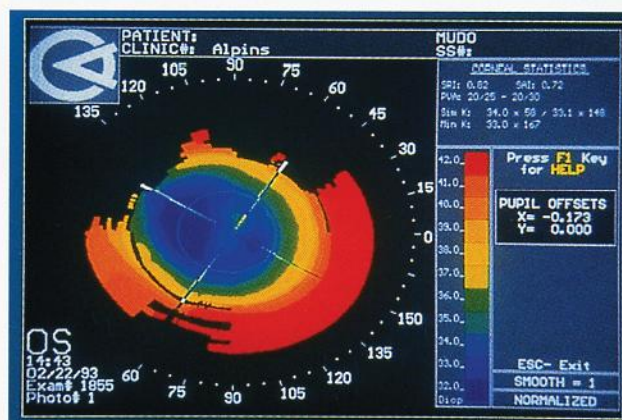 PATIENT:
CLINIC#: Alpins
MUDO
SS#:
CORNEAL STATISTICS
SRI: 0.82 SAI: 0.72
PVA: 20/25 - 20/30
Sim K: 34.0 x 58 / 33.1 x 148
Min K: 33.0 x 167
135
120
105
90
75
60
45
30
15
0
150
135
120
105
90
75
60
42.0
41.0
40.0
39.0
38.0
37.0
36.0
35.0
34.0
33.0
32.0
Diop
Press F1 Key
for HELP
PUPIL OFFSETS
X= -0.173
Y= 0.000
OS
14:43
02/22/93
Exam# 1855
Photo# 1
ESC- Exit
SMOOTH = 1
NORMALIZED